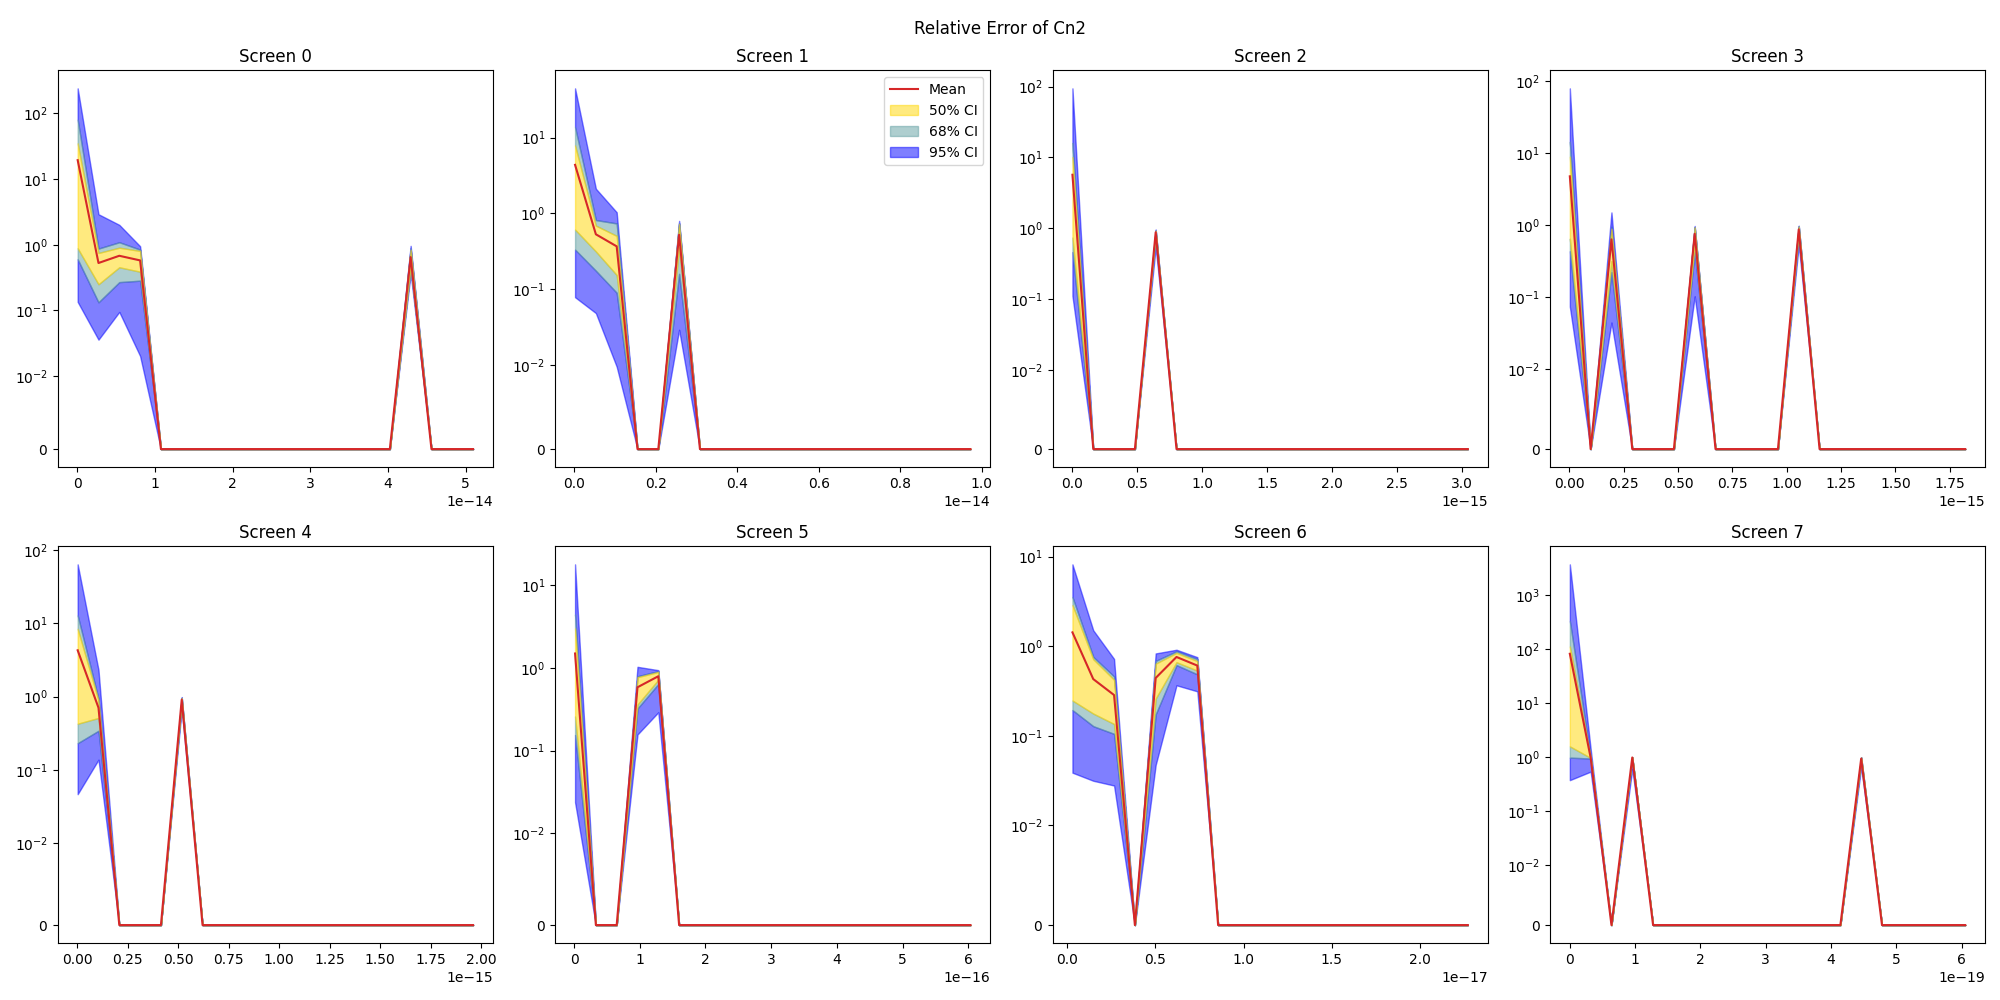 Relative Error of Cn2
Screen 0
10²
10¹
10⁰
10⁻¹
10⁻²
0
0 1 2 3 4 5
1e−14
Screen 1
Mean
50% CI
68% CI
95% CI
10¹
10⁰
10⁻¹
10⁻²
0
0.0 0.2 0.4 0.6 0.8 1.0
1e−14
Screen 2
10²
10¹
10⁰
10⁻¹
10⁻²
0
0.0 0.5 1.0 1.5 2.0 2.5 3.0
1e−15
Screen 3
10²
10¹
10⁰
10⁻¹
10⁻²
0
0.00 0.25 0.50 0.75 1.00 1.25 1.50 1.75
1e−15
Screen 4
10²
10¹
10⁰
10⁻¹
10⁻²
0
0.00 0.25 0.50 0.75 1.00 1.25 1.50 1.75 2.00
1e−15
Screen 5
10¹
10⁰
10⁻¹
10⁻²
0
0 1 2 3 4 5 6
1e−16
Screen 6
10¹
10⁰
10⁻¹
10⁻²
0
0.0 0.5 1.0 1.5 2.0
1e−17
Screen 7
10³
10²
10¹
10⁰
10⁻¹
10⁻²
0
0 1 2 3 4 5 6
1e−19